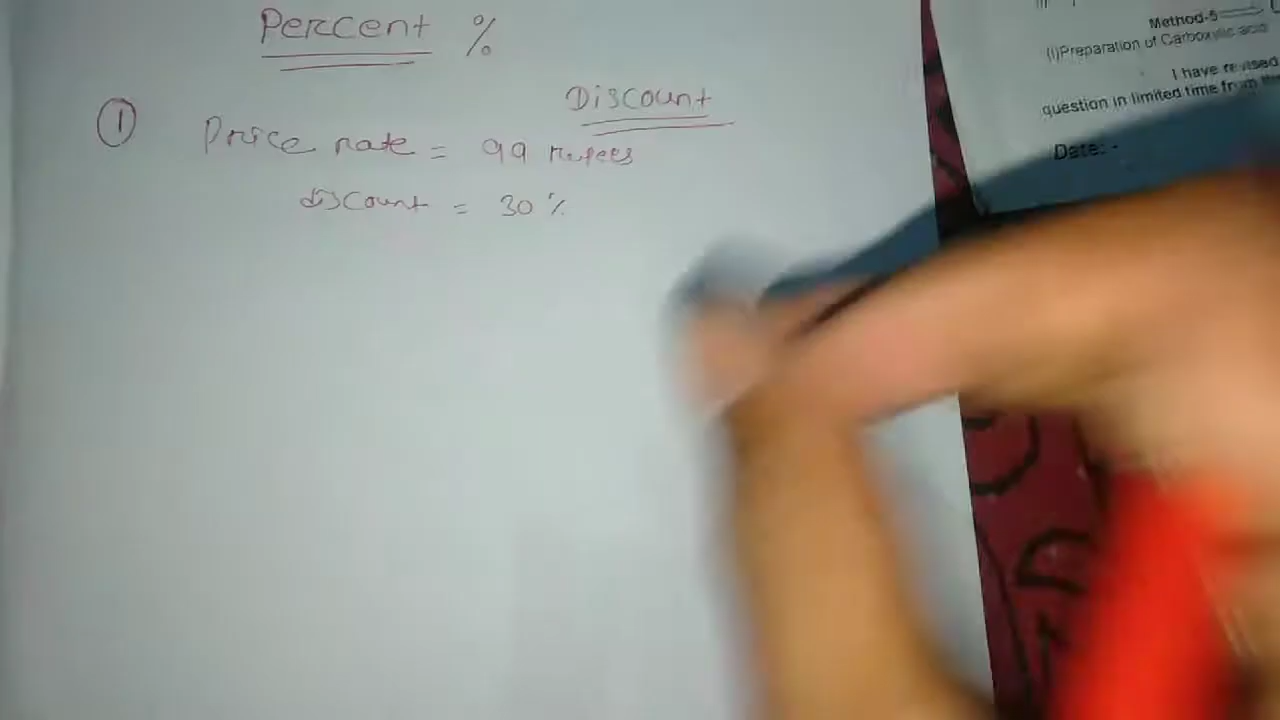 Percent %
Discount
① Price rate = 99 rupees
discount = 30 %
Method-5
(I)Preparation of Carboxylic acid
I have revised
question in limited time from the
Date: -